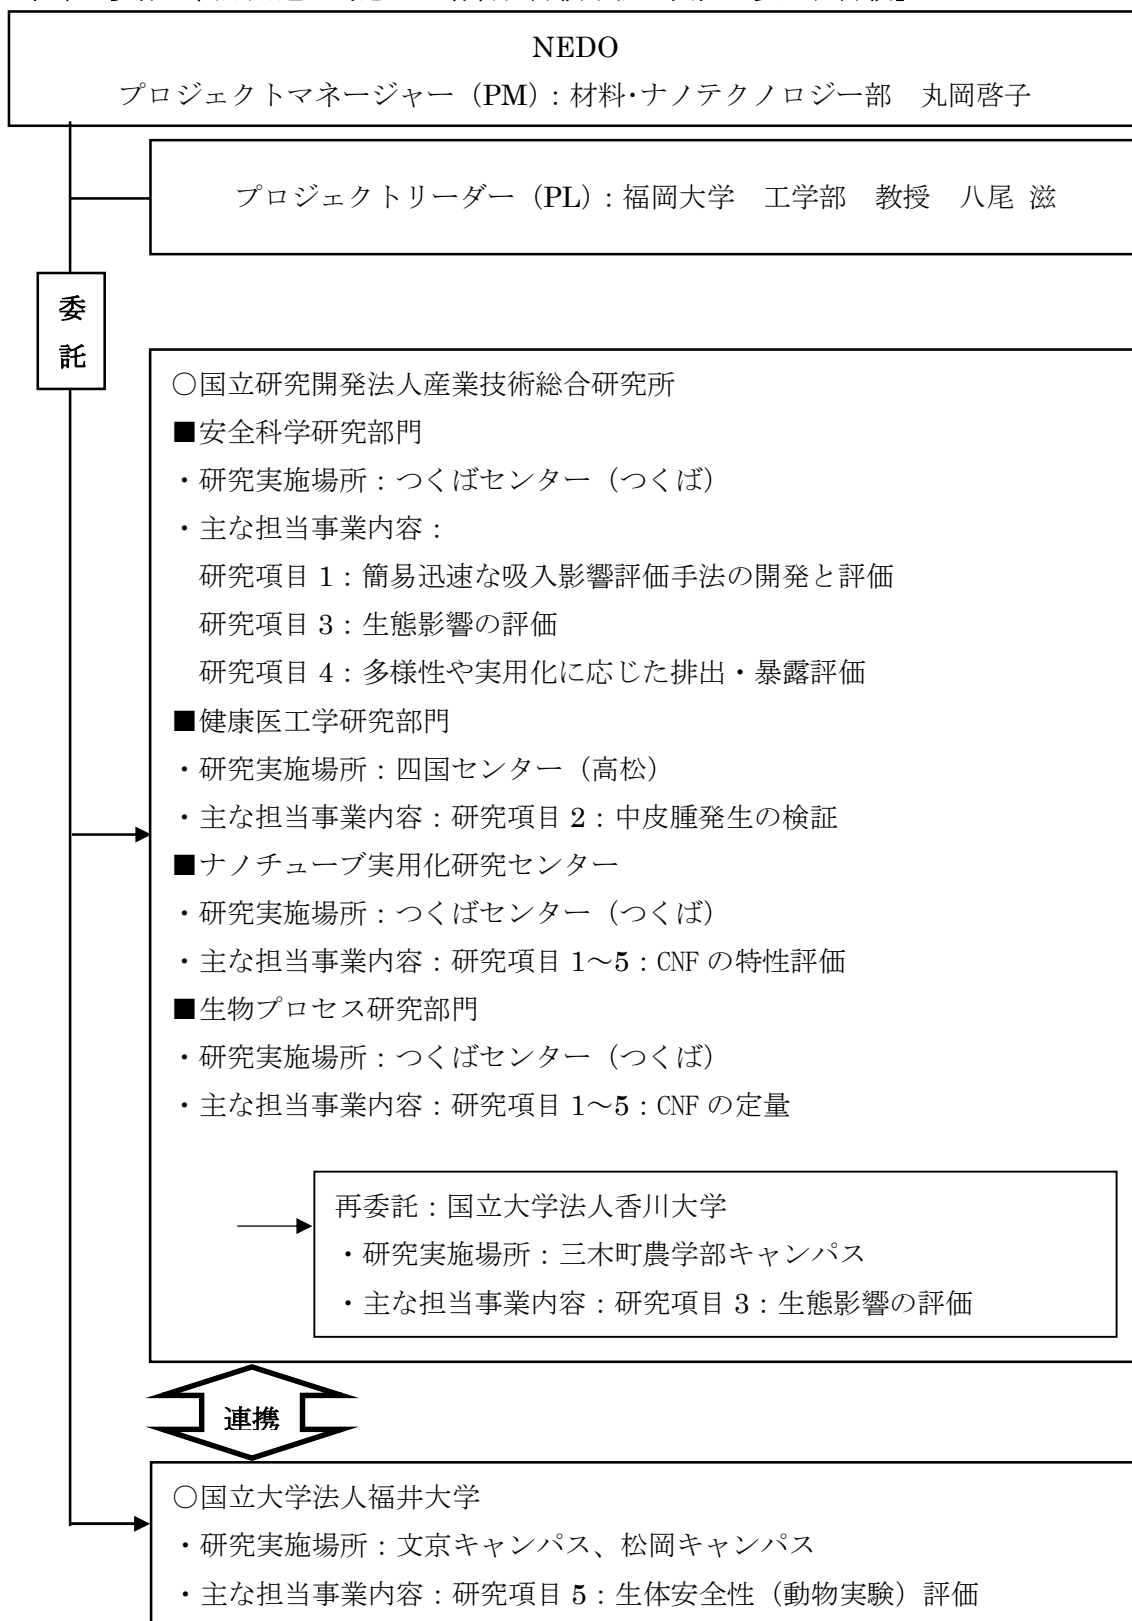 NEDO
プロジェクトマネージャー（PM）：材料・ナノテクノロジー部　丸岡啓子
プロジェクトリーダー（PL）：福岡大学　工学部　教授　八尾 滋
委
託
○国立研究開発法人産業技術総合研究所
■安全科学研究部門
・研究実施場所：つくばセンター（つくば）
・主な担当事業内容：
研究項目 1：簡易迅速な吸入影響評価手法の開発と評価
研究項目 3：生態影響の評価
研究項目 4：多様性や実用化に応じた排出・暴露評価
■健康医工学研究部門
・研究実施場所：四国センター（高松）
・主な担当事業内容：研究項目 2：中皮腫発生の検証
■ナノチューブ実用化研究センター
・研究実施場所：つくばセンター（つくば）
・主な担当事業内容：研究項目 1～5：CNF の特性評価
■生物プロセス研究部門
・研究実施場所：つくばセンター（つくば）
・主な担当事業内容：研究項目 1～5：CNF の定量
再委託：国立大学法人香川大学
・研究実施場所：三木町農学部キャンパス
・主な担当事業内容：研究項目 3：生態影響の評価
連携
○国立大学法人福井大学
・研究実施場所：文京キャンパス、松岡キャンパス
・主な担当事業内容：研究項目 5：生体安全性（動物実験）評価